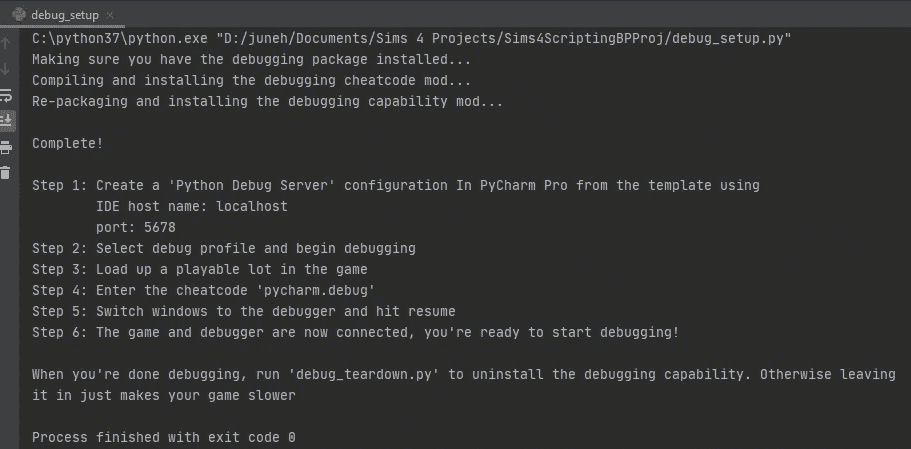 debug_setup
C:\python37\python.exe "D:/juneh/Documents/Sims 4 Projects/Sims4ScriptingBPProj/debug_setup.py"
Making sure you have the debugging package installed...
Compiling and installing the debugging cheatcode mod...
Re-packaging and installing the debugging capability mod...
Complete!
Step 1: Create a 'Python Debug Server' configuration In PyCharm Pro from the template using
IDE host name: localhost
port: 5678
Step 2: Select debug profile and begin debugging
Step 3: Load up a playable lot in the game
Step 4: Enter the cheatcode 'pycharm.debug'
Step 5: Switch windows to the debugger and hit resume
Step 6: The game and debugger are now connected, you're ready to start debugging!
When you're done debugging, run 'debug_teardown.py' to uninstall the debugging capability. Otherwise leaving
it in just makes your game slower
Process finished with exit code 0